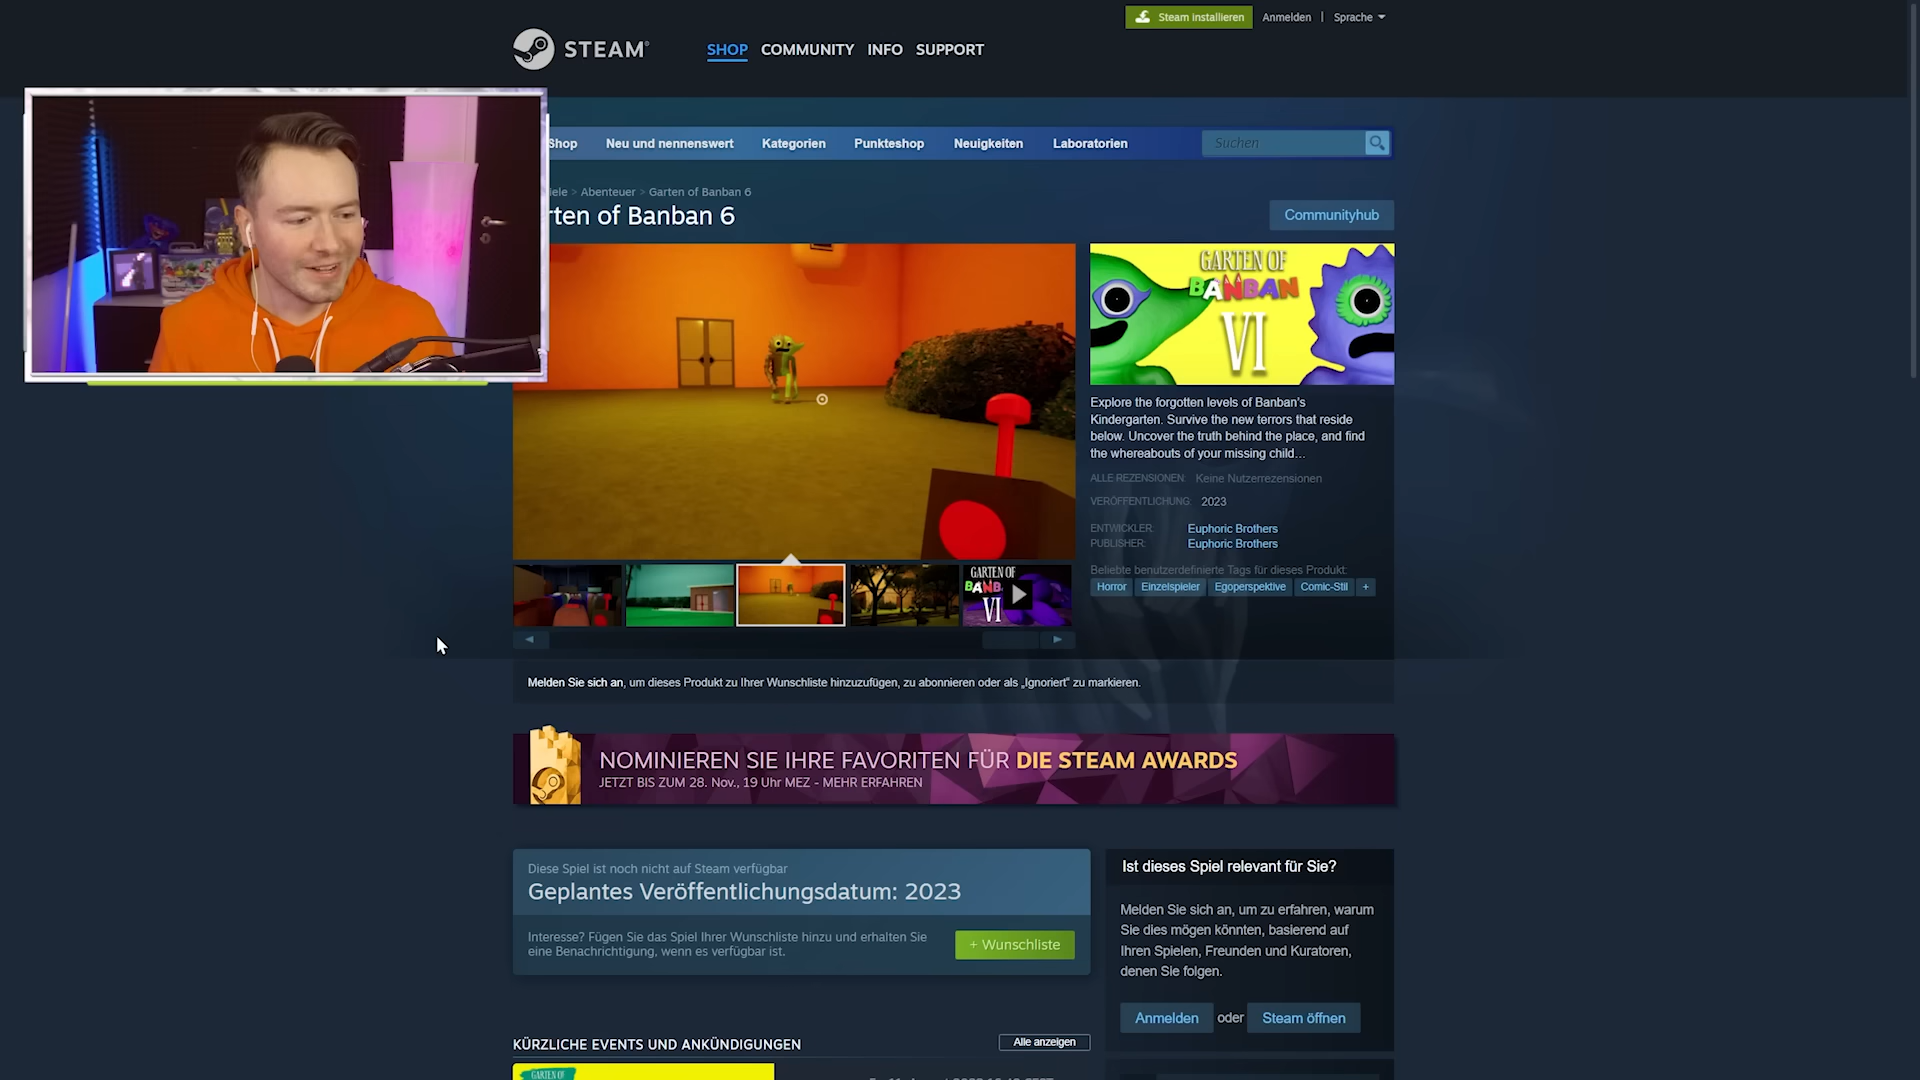 Steam installieren
Anmelden | Sprache
STEAM
SHOP COMMUNITY INFO SUPPORT
Shop Neu und nennenswert Kategorien Punkteshop Neuigkeiten Laboratorien
Suchen
> Abenteuer > Garten of Banban 6
rten of Banban 6
Communityhub
GARTEN OF
BANBAN
VI
Explore the forgotten levels of Banban's
Kindergarten. Survive the new terrors that reside
below. Uncover the truth behind the place, and find
the whereabouts of your missing child…
ALLE REZENSIONEN: Keine Nutzerrezensionen
VERÖFFENTLICHUNG: 2023
ENTWICKLER: Euphoric Brothers
PUBLISHER: Euphoric Brothers
Beliebte benutzerdefinierte Tags für dieses Produkt:
Horror Einzelspieler Egoperspektive Comic-Stil +
GARTEN OF
BANB
VI
Melden Sie sich an, um dieses Produkt zu Ihrer Wunschliste hinzuzufügen, zu abonnieren oder als „Ignoriert“ zu markieren.
NOMINIEREN SIE IHRE FAVORITEN FÜR DIE STEAM AWARDS
JETZT BIS ZUM 28. Nov., 19 Uhr MEZ - MEHR ERFAHREN
Diese Spiel ist noch nicht auf Steam verfügbar
Geplantes Veröffentlichungsdatum: 2023
Interesse? Fügen Sie das Spiel Ihrer Wunschliste hinzu und erhalten Sie
eine Benachrichtigung, wenn es verfügbar ist.
+ Wunschliste
Ist dieses Spiel relevant für Sie?
Melden Sie sich an, um zu erfahren, warum
Sie dies mögen könnten, basierend auf
Ihren Spielen, Freunden und Kuratoren,
denen Sie folgen.
Anmelden oder Steam öffnen
KÜRZLICHE EVENTS UND ANKÜNDIGUNGEN
Alle anzeigen
GARTEN OF